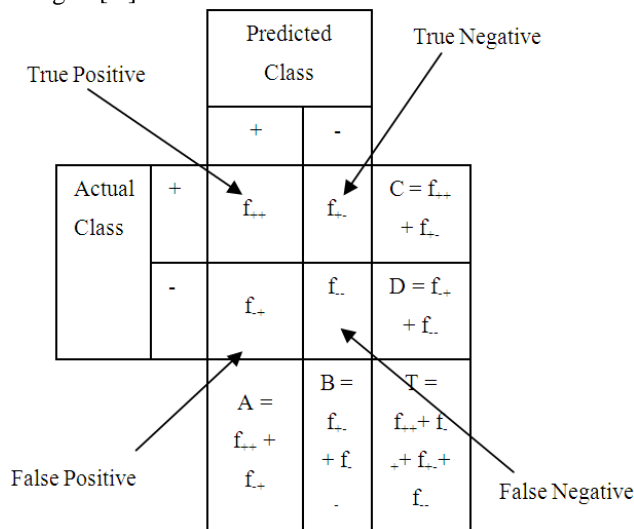 Predicted
Class
True Negative
True Positive
+ -
Actual
Class
+
f++
f+-
C = f++
+ f+-
-
f-+
f--
D = f-+
+ f--
A =
f++ +
f-+
B =
f+-
+ f-
-
T =
f++ + f-
+ + f+- +
f--
False Positive
False Negative